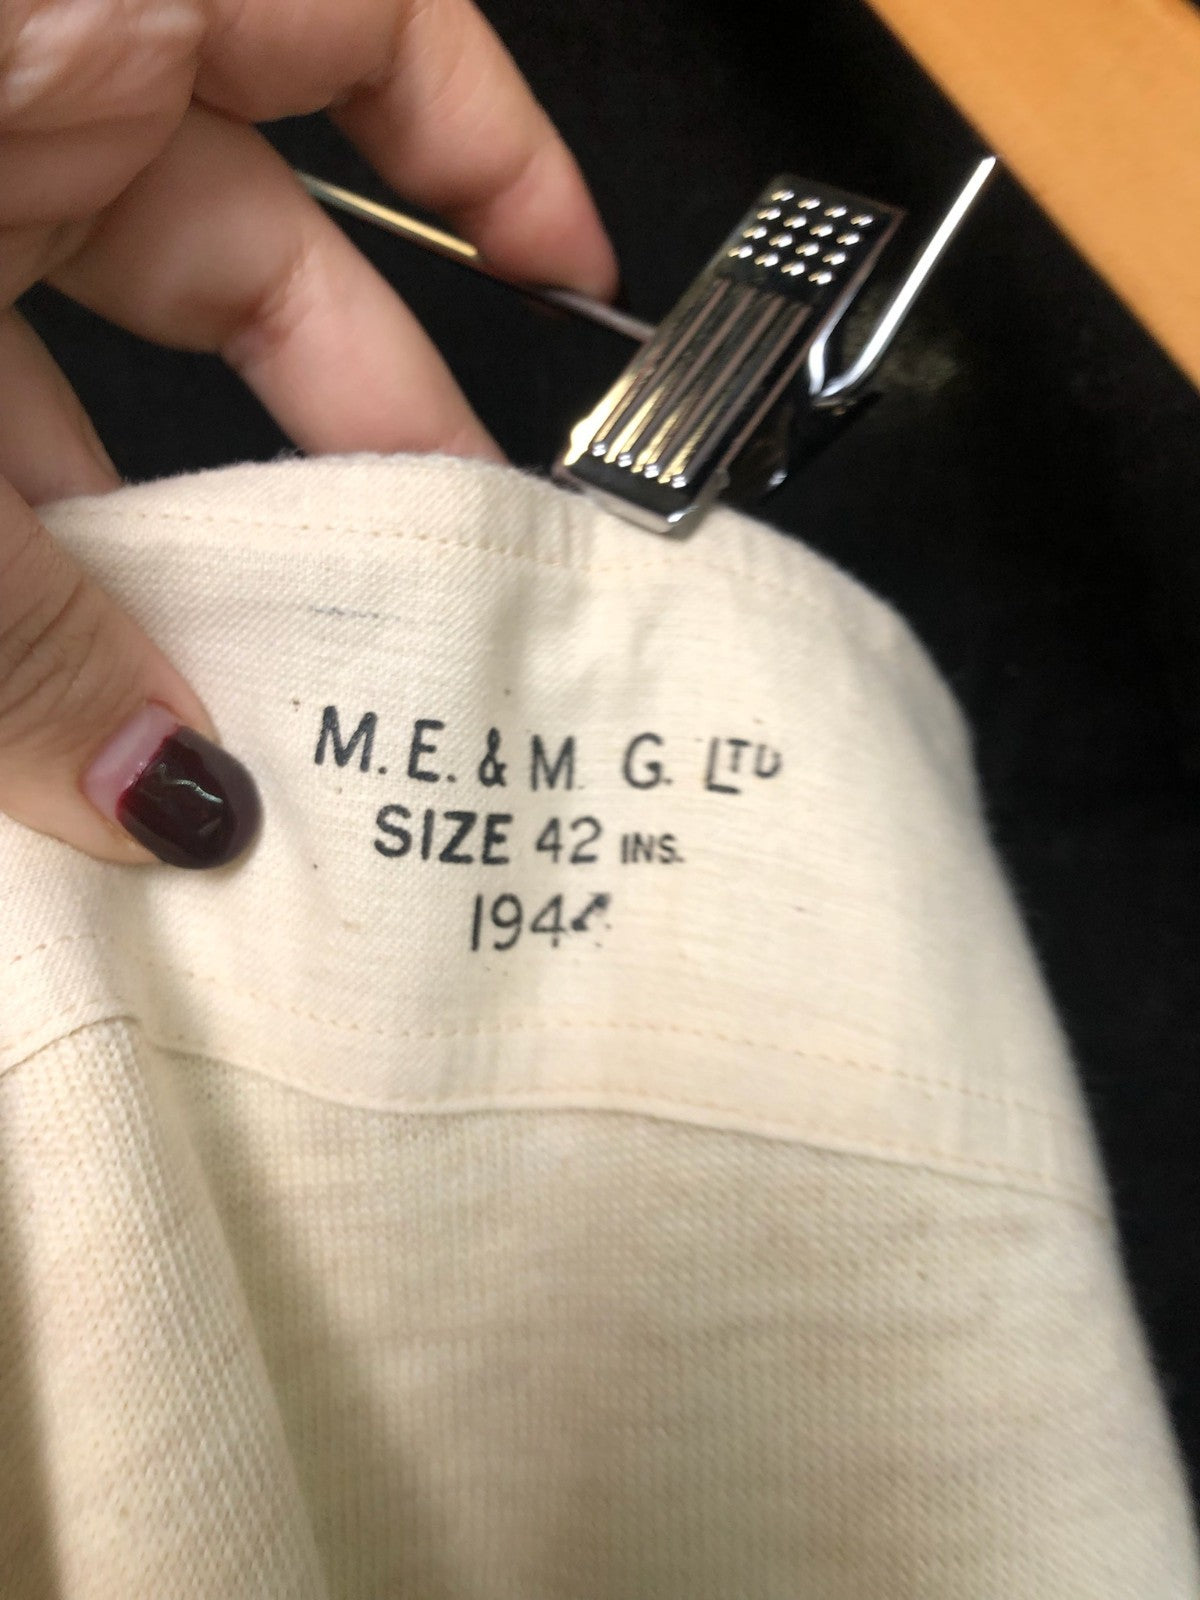 M. E. & M. G. LTD
SIZE 42 INS.
1944